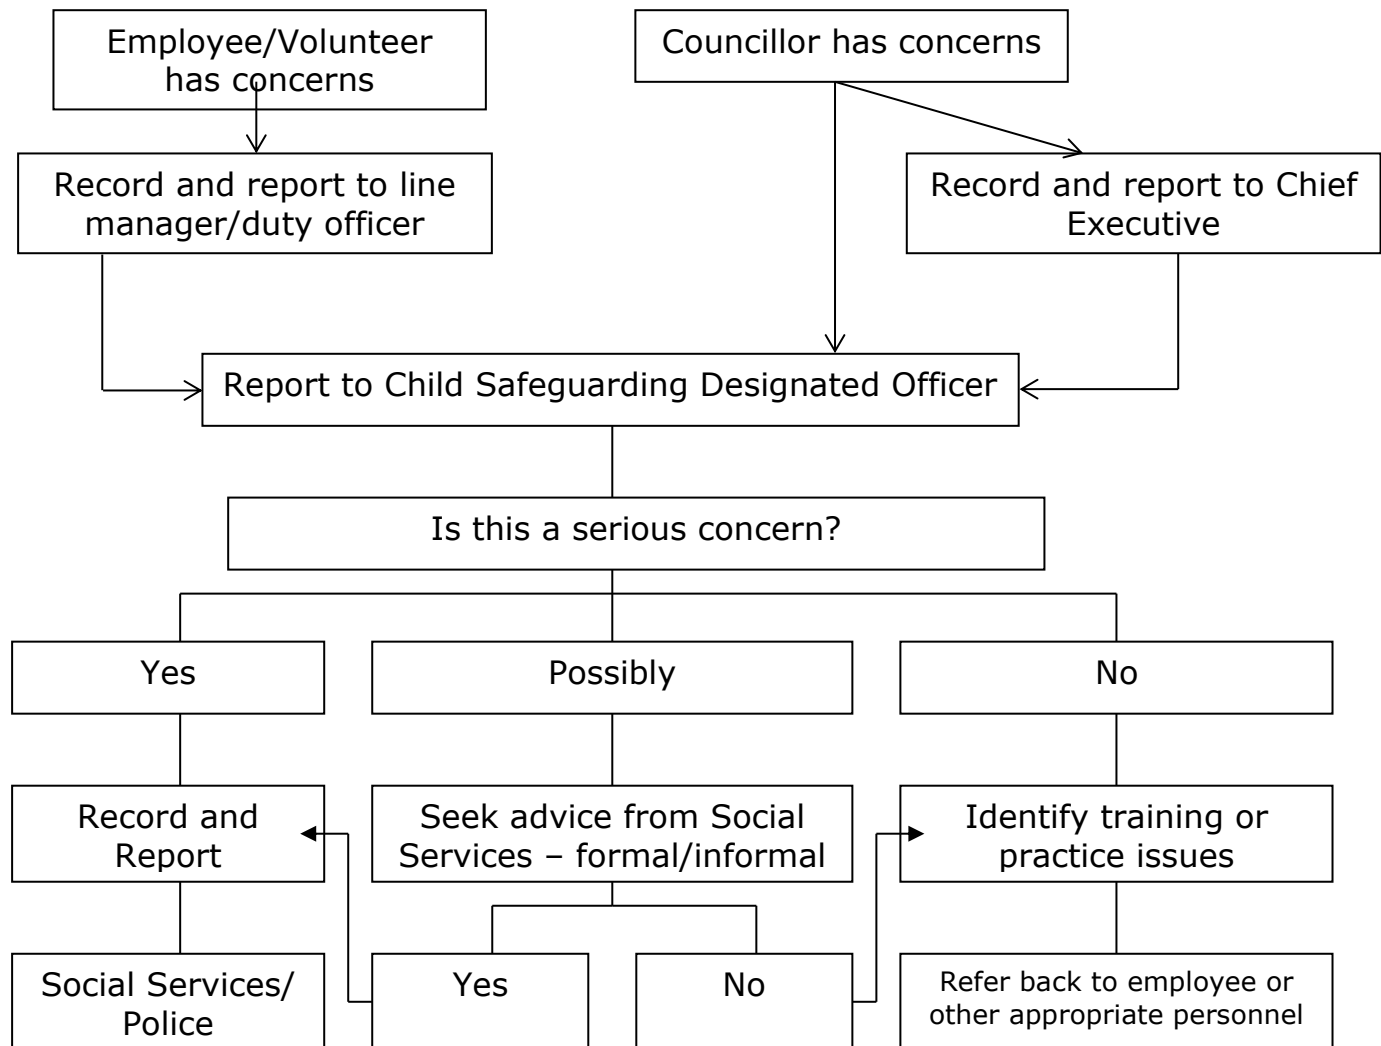 Employee/Volunteer
has concerns
Councillor has concerns
Record and report to line
manager/duty officer
Record and report to Chief
Executive
Report to Child Safeguarding Designated Officer
Is this a serious concern?
Yes
Possibly
No
Record and
Report
Seek advice from Social
Services – formal/informal
Identify training or
practice issues
Social Services/
Police
Yes
No
Refer back to employee or
other appropriate personnel